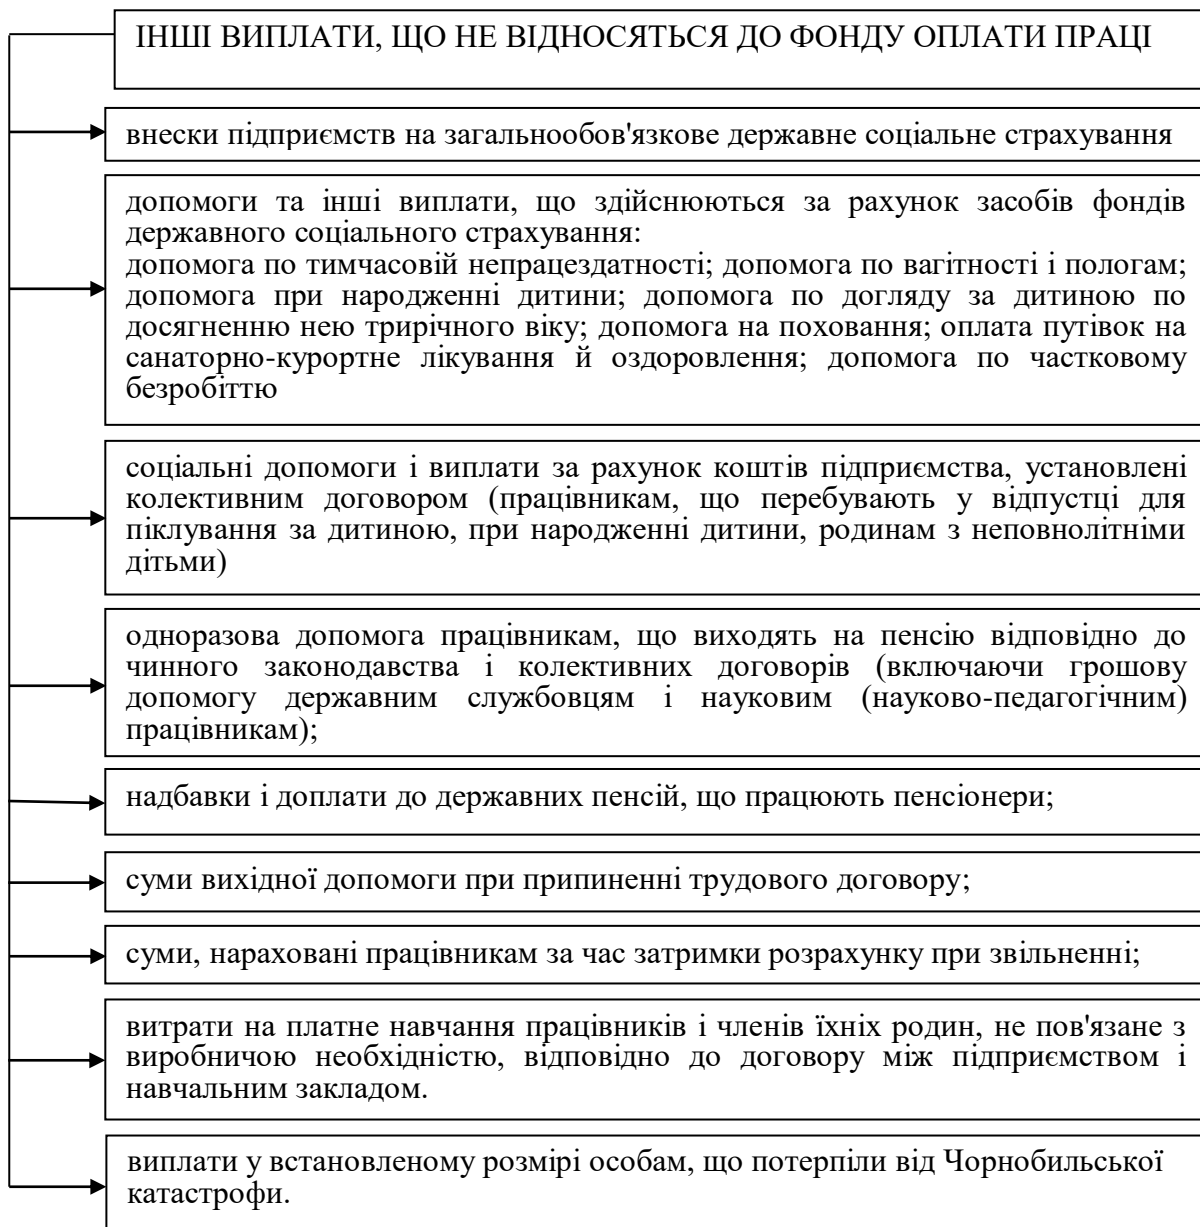 ІНШІ ВИПЛАТИ, ЩО НЕ ВІДНОСЯТЬСЯ ДО ФОНДУ ОПЛАТИ ПРАЦІ
внески підприємств на загальнообов'язкове державне соціальне страхування
допомоги та інші виплати, що здійснюються за рахунок засобів фондів
державного соціального страхування:
допомога по тимчасовій непрацездатності; допомога по вагітності і пологам;
допомога при народженні дитини; допомога по догляду за дитиною по
досягненню нею трирічного віку; допомога на поховання; оплата путівок на
санаторно-курортне лікування й оздоровлення; допомога по частковому
безробіттю
соціальні допомоги і виплати за рахунок коштів підприємства, установлені
колективним договором (працівникам, що перебувають у відпустці для
піклування за дитиною, при народженні дитини, родинам з неповнолітніми
дітьми)
одноразова допомога працівникам, що виходять на пенсію відповідно до
чинного законодавства і колективних договорів (включаючи грошову
допомогу державним службовцям і науковим (науково-педагогічним)
працівникам);
надбавки і доплати до державних пенсій, що працюють пенсіонери;
суми вихідної допомоги при припиненні трудового договору;
суми, нараховані працівникам за час затримки розрахунку при звільненні;
витрати на платне навчання працівників і членів їхніх родин, не пов'язане з
виробничою необхідністю, відповідно до договору між підприємством і
навчальним закладом.
виплати у встановленому розмірі особам, що потерпіли від Чорнобильської
катастрофи.